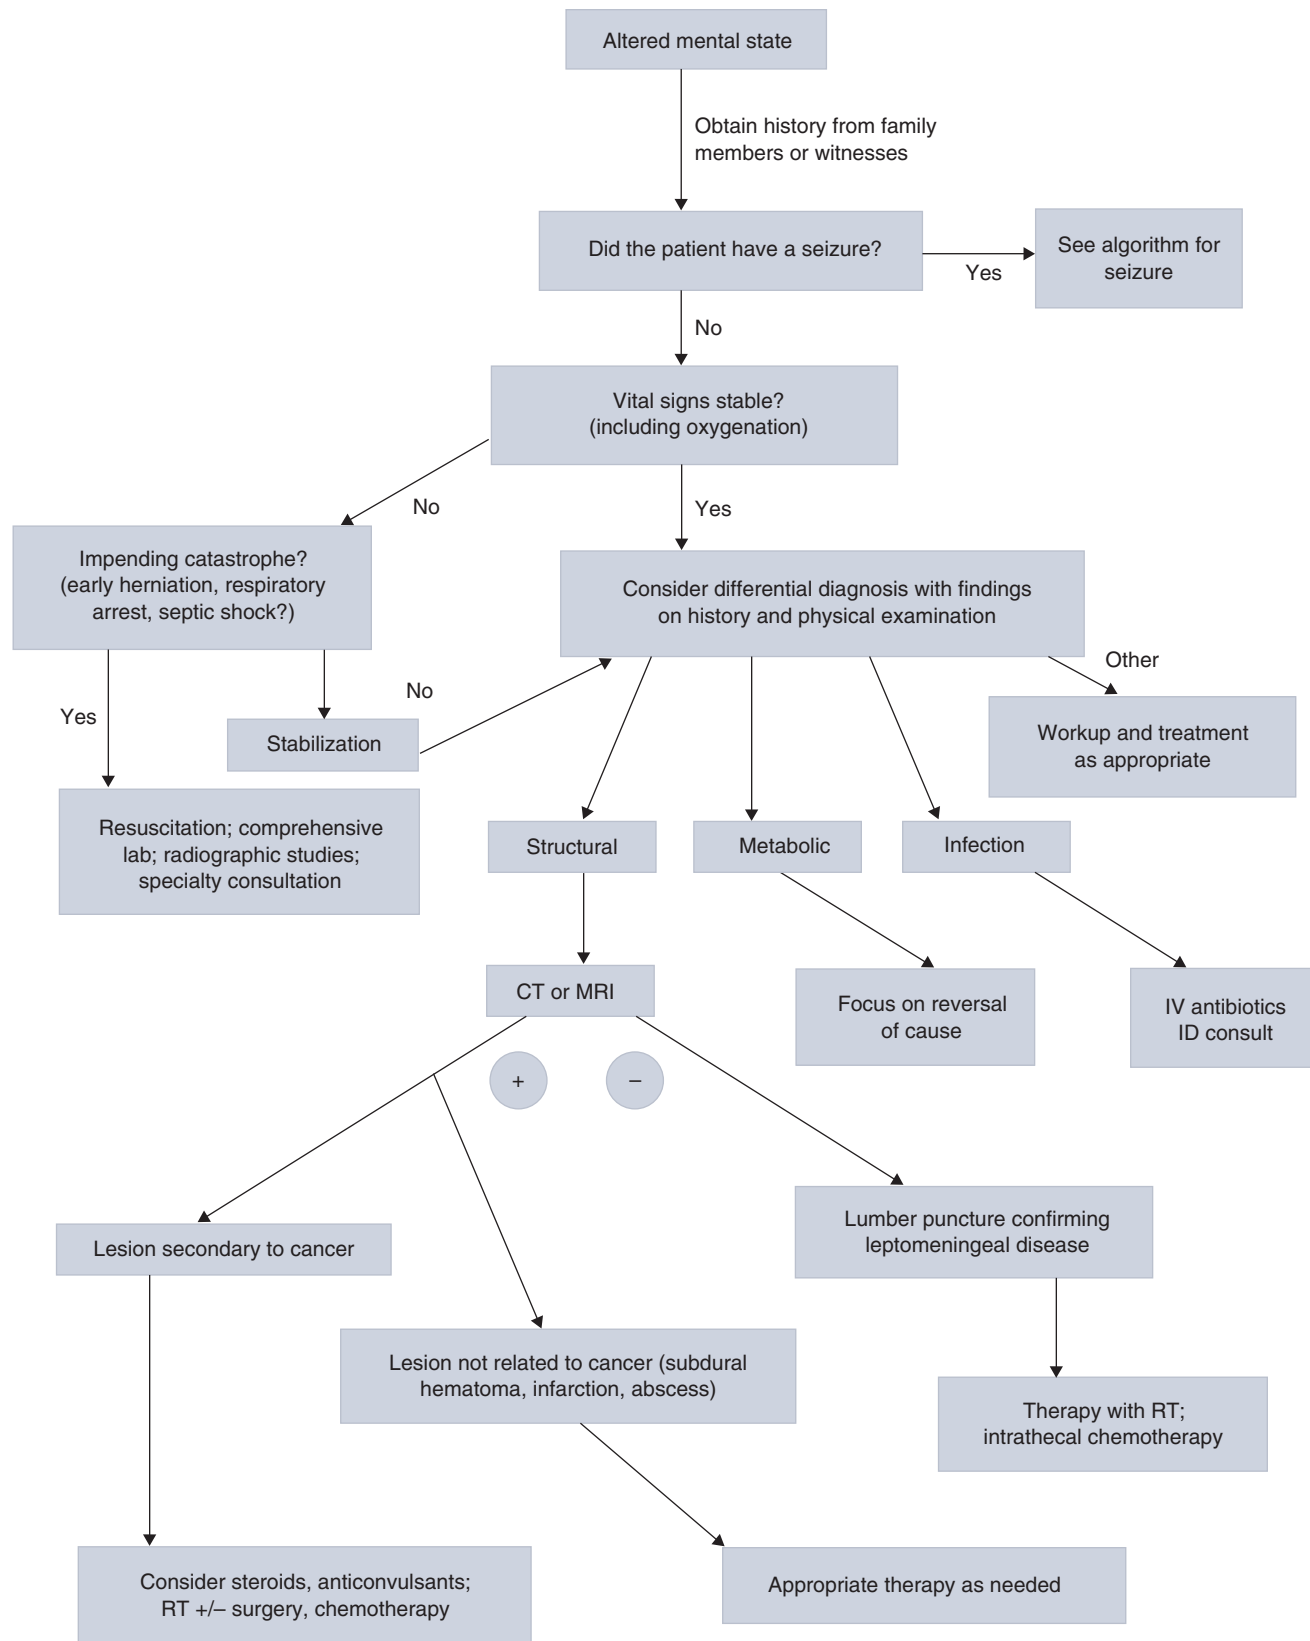 Altered mental state
Obtain history from family
members or witnesses
Did the patient have a seizure?
Yes
See algorithm for
seizure
No
Vital signs stable?
(including oxygenation)
No
Yes
Impending catastrophe?
(early herniation, respiratory
arrest, septic shock?)
Consider differential diagnosis with findings
on history and physical examination
Yes
No
Other
Stabilization
Workup and treatment
as appropriate
Resuscitation; comprehensive
lab; radiographic studies;
specialty consultation
Structural
Metabolic
Infection
CT or MRI
Focus on reversal
of cause
IV antibiotics
ID consult
+
−
Lesion secondary to cancer
Lumber puncture confirming
leptomeningeal disease
Lesion not related to cancer (subdural
hematoma, infarction, abscess)
Therapy with RT;
intrathecal chemotherapy
Consider steroids, anticonvulsants;
RT +/− surgery, chemotherapy
Appropriate therapy as needed